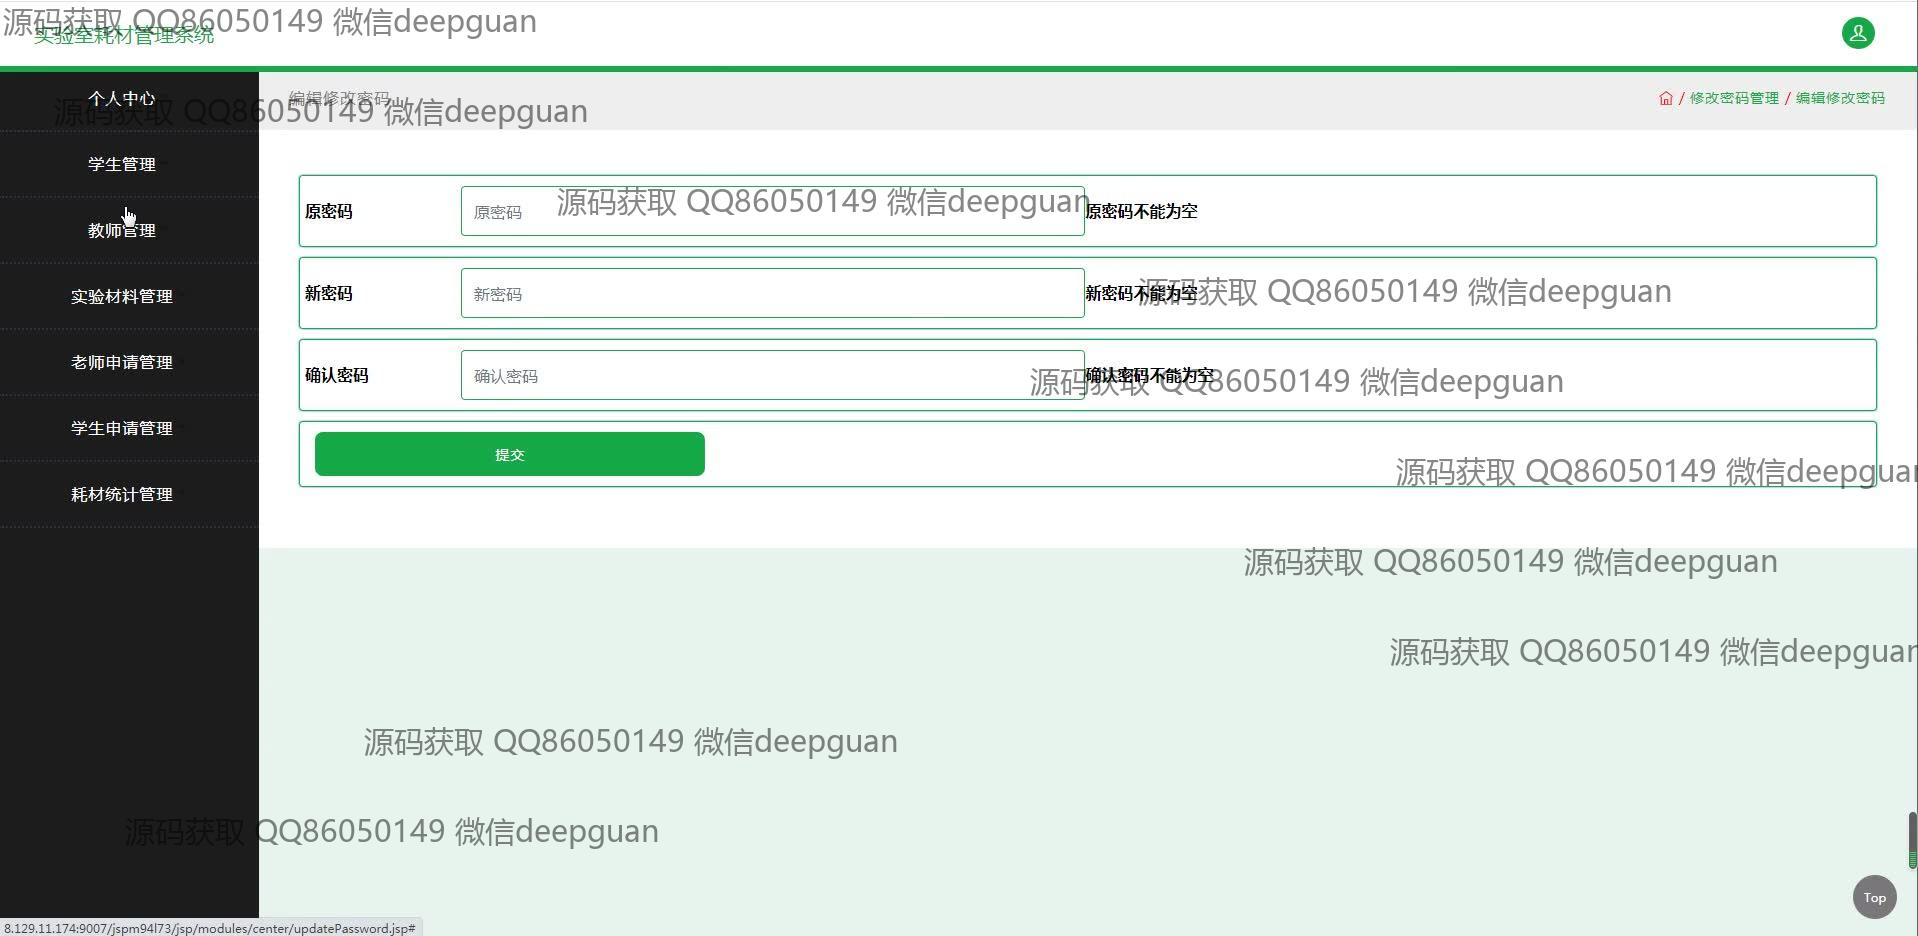 源码获取 QQ86050149 微信deepguan
实验室耗材管理系统
个人中心
编辑修改密码
/ 修改密码管理 / 编辑修改密码
源码获取 QQ86050149 微信deepguan
学生管理
源码获取 QQ86050149 微信deepguan
原密码 原密码 原密码不能为空
教师管理
源码获取 QQ86050149 微信deepguan
新密码 新密码 新密码不能为空
实验材料管理
老师申请管理
确认密码 确认密码 确认密码不能为空
源码获取 QQ86050149 微信deepguan
学生申请管理
提交
源码获取 QQ86050149 微信deepguan
耗材统计管理
源码获取 QQ86050149 微信deepguan
源码获取 QQ86050149 微信deepguan
源码获取 QQ86050149 微信deepguan
源码获取 QQ86050149 微信deepguan
Top
8.129.11.174:9007/jspm94l73/jsp/modules/center/updatePassword.jsp#